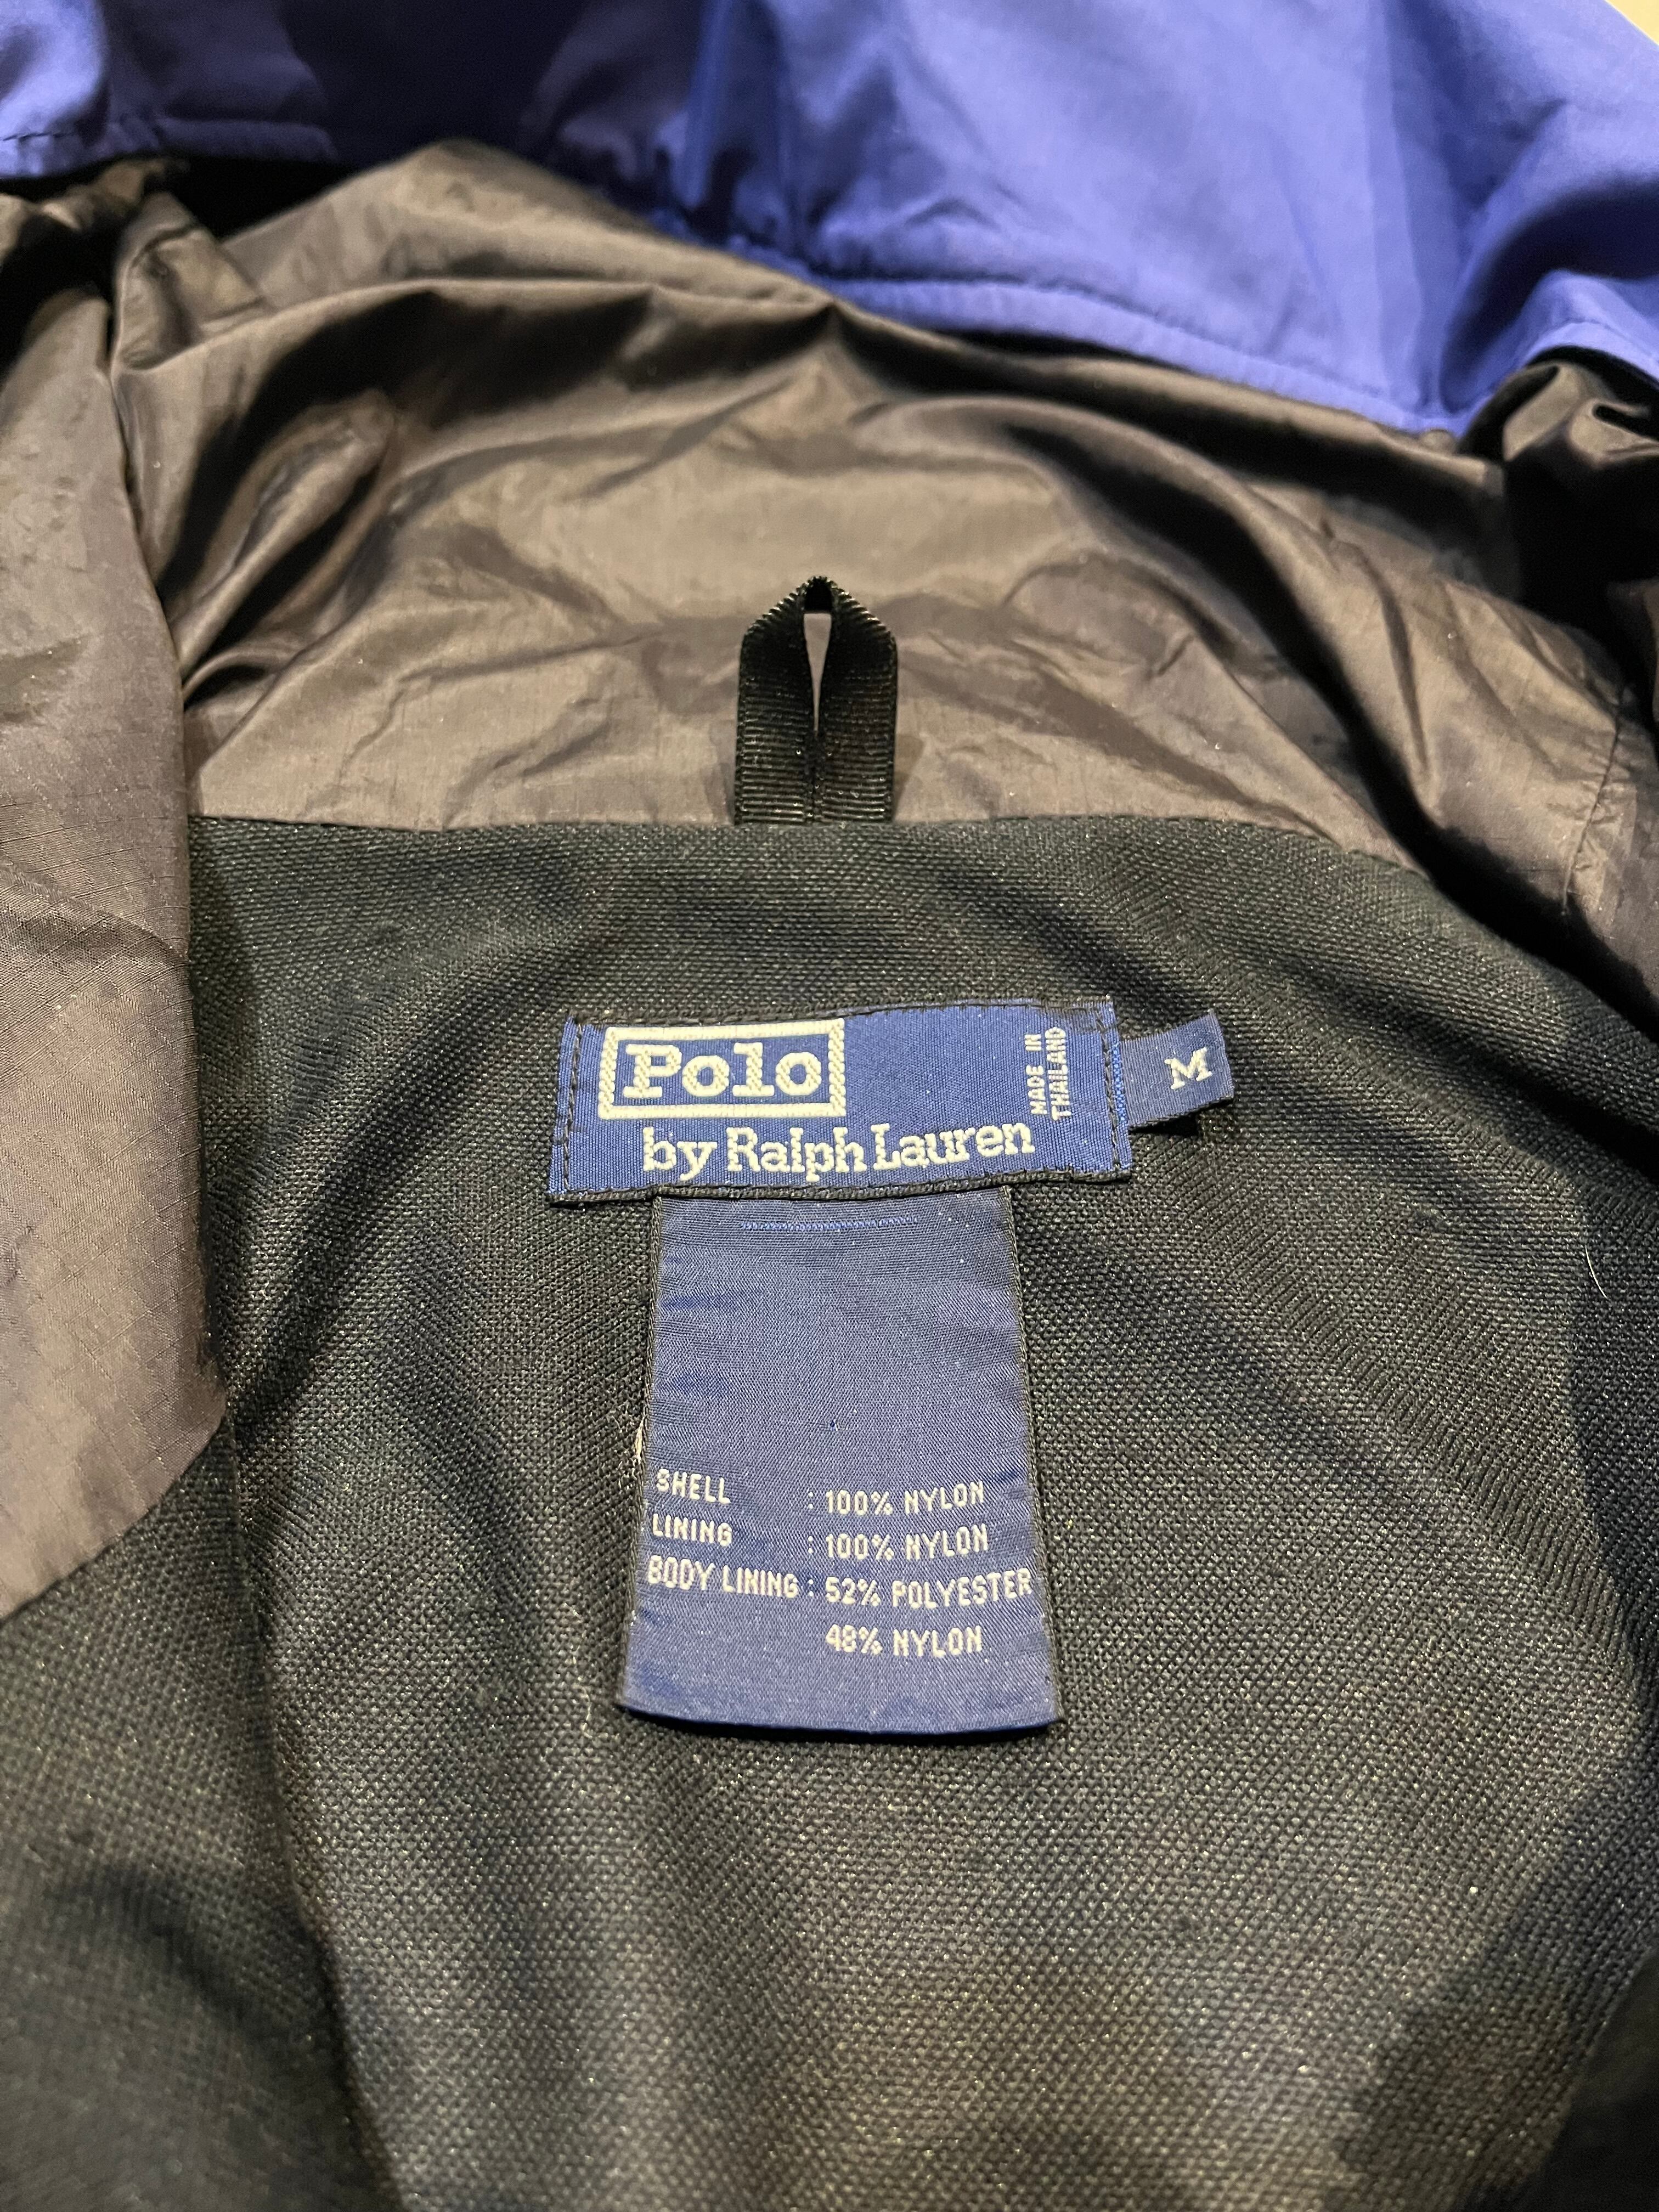 Polo
by Ralph Lauren
MADE IN
THAILAND
M
SHELL : 100% NYLON
LINING : 100% NYLON
BODY LINING : 52% POLYESTER
48% NYLON